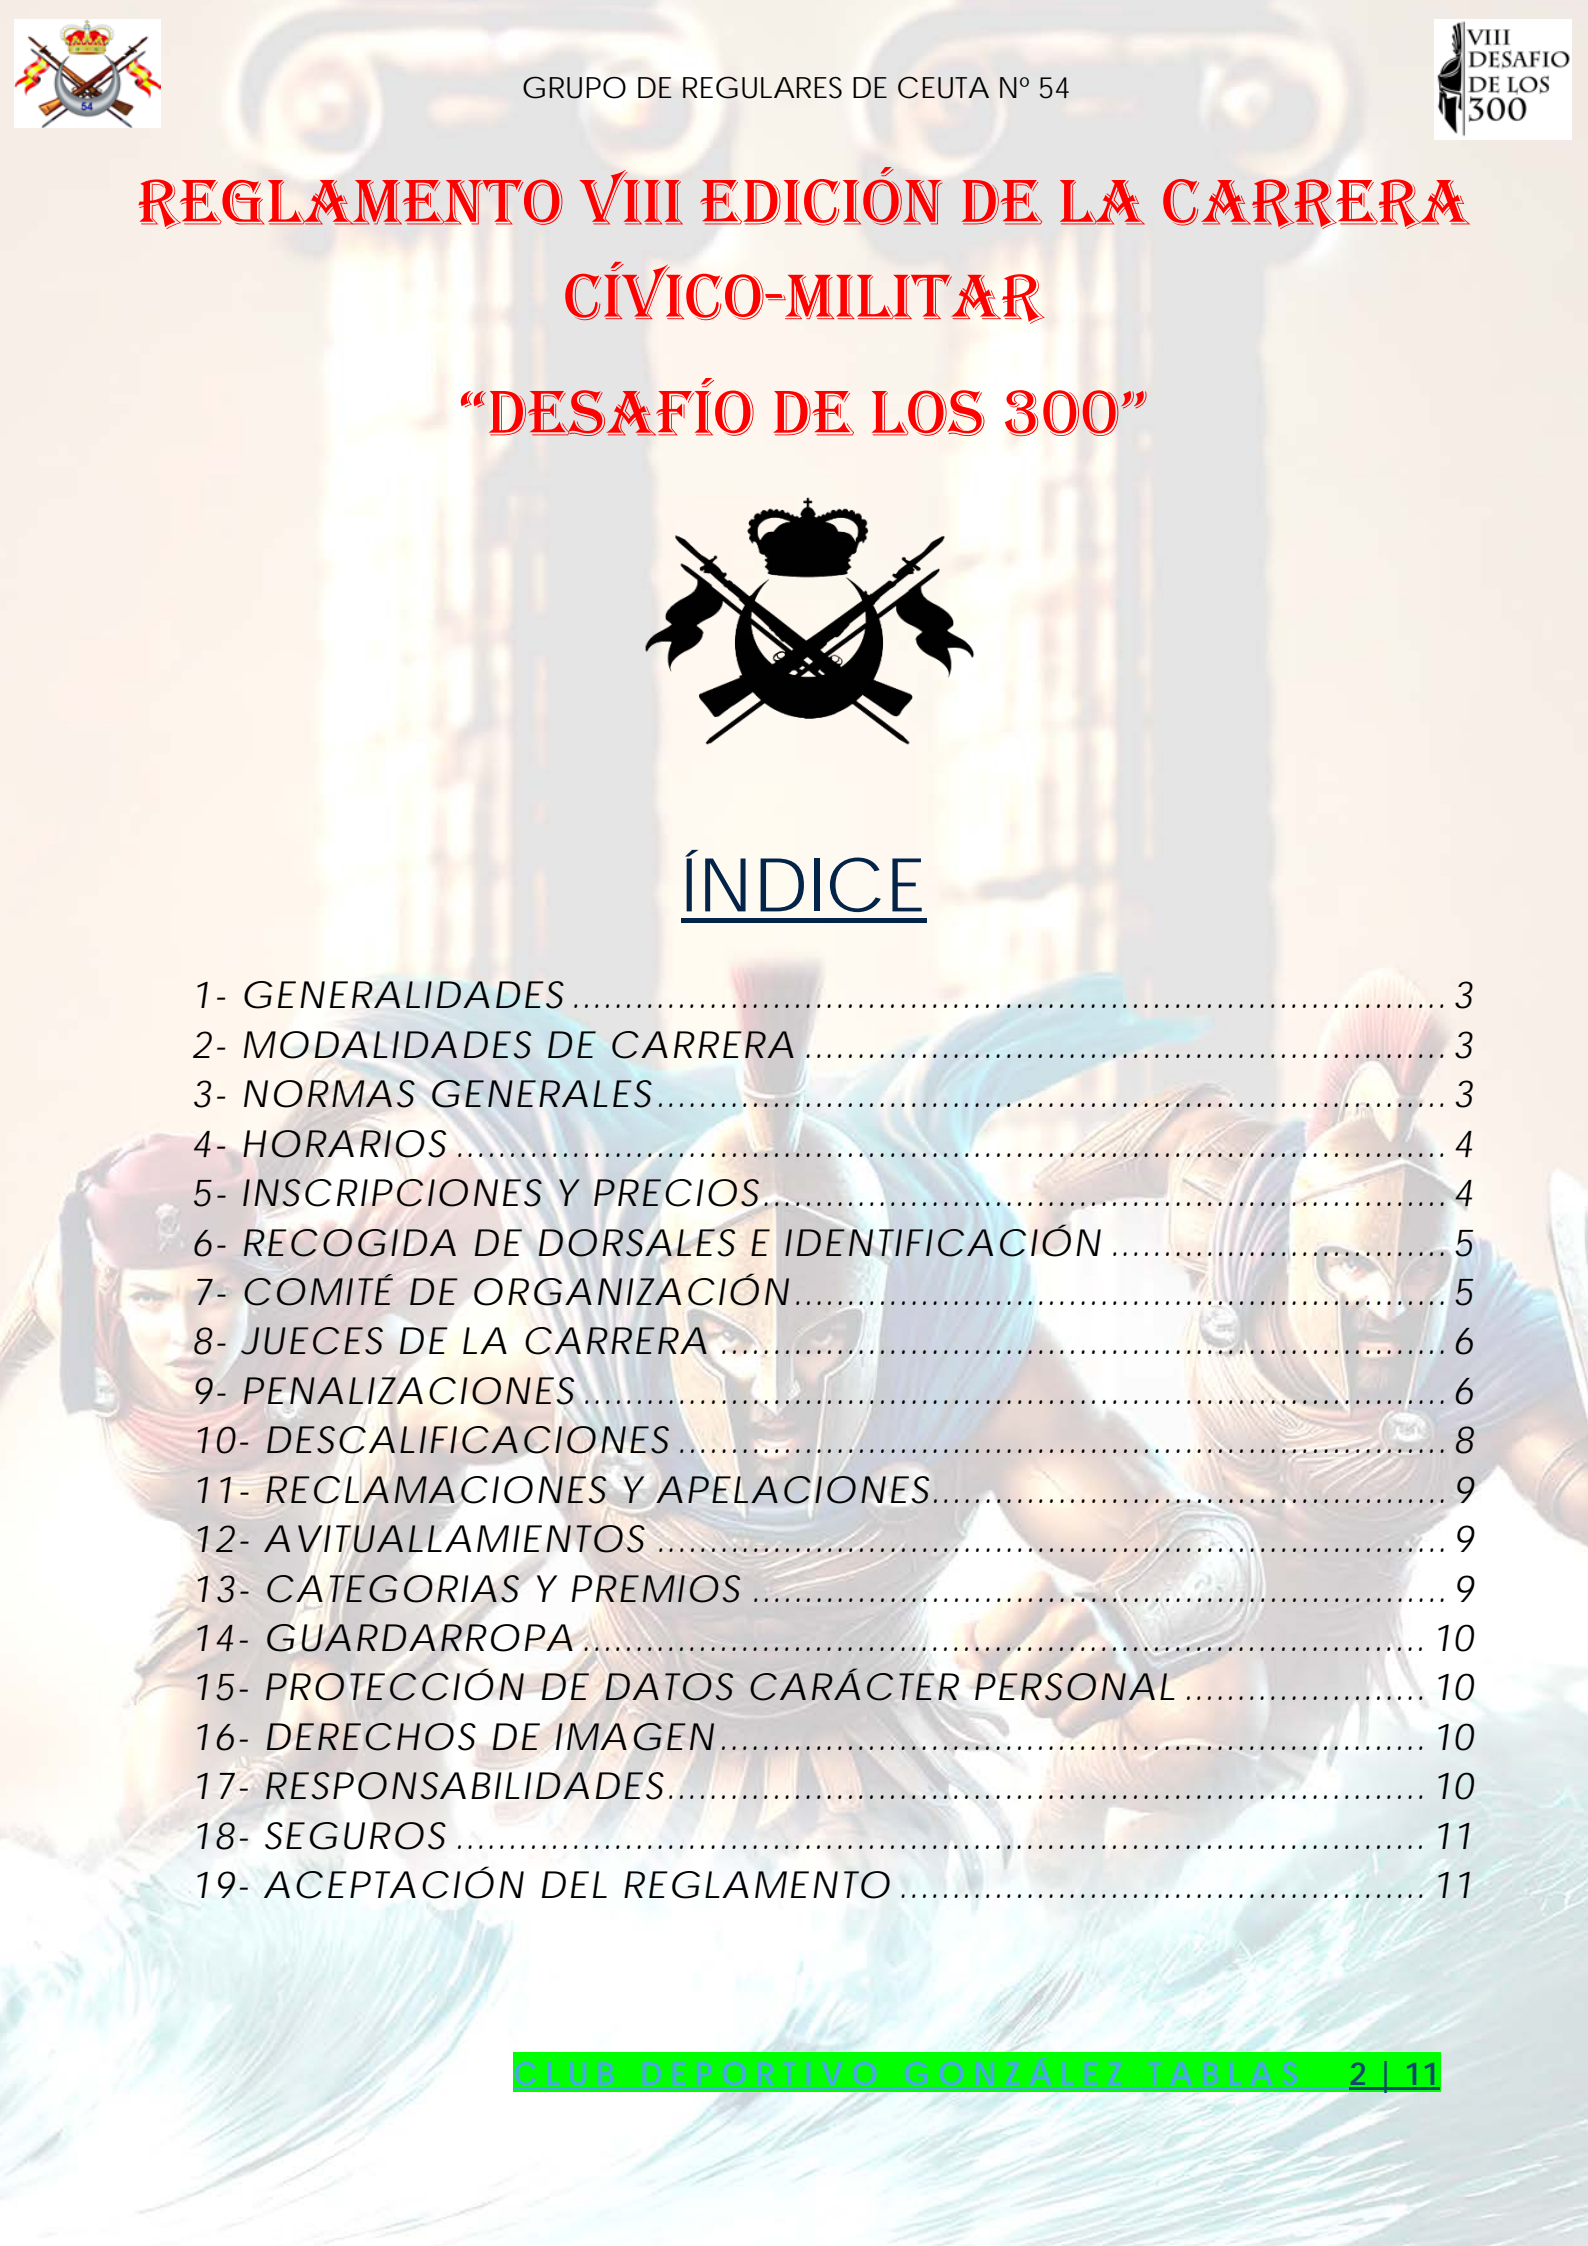 54
GRUPO DE REGULARES DE CEUTA Nº 54
VIII
DESAFIO
DE LOS
300
REGLAMENTO VIII EDICIÓN DE LA CARRERA
CÍVICO-MILITAR
“DESAFÍO DE LOS 300”
ÍNDICE
1- GENERALIDADES ........................................ 3
2- MODALIDADES DE CARRERA ........................................ 3
3- NORMAS GENERALES ........................................ 3
4- HORARIOS ........................................ 4
5- INSCRIPCIONES Y PRECIOS ........................................ 4
6- RECOGIDA DE DORSALES E IDENTIFICACIÓN ........................................ 5
7- COMITÉ DE ORGANIZACIÓN ........................................ 5
8- JUECES DE LA CARRERA ........................................ 6
9- PENALIZACIONES ........................................ 6
10- DESCALIFICACIONES ........................................ 8
11- RECLAMACIONES Y APELACIONES ........................................ 9
12- AVITUALLAMIENTOS ........................................ 9
13- CATEGORIAS Y PREMIOS ........................................ 9
14- GUARDARROPA ........................................ 10
15- PROTECCIÓN DE DATOS CARÁCTER PERSONAL ........................................ 10
16- DERECHOS DE IMAGEN ........................................ 10
17- RESPONSABILIDADES ........................................ 10
18- SEGUROS ........................................ 11
19- ACEPTACIÓN DEL REGLAMENTO ........................................ 11
CLUB DEPORTIVO GONZÁLEZ TABLAS 2 | 11